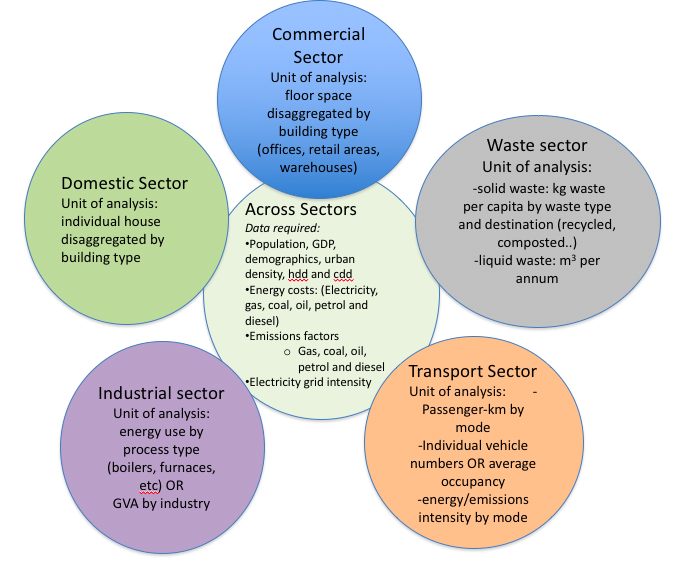 Commercial
Sector
Unit of analysis:
floor space
disaggregated by
building type
(offices, retail areas,
warehouses)
Domestic Sector
Unit of analysis:
individual house
disaggregated by
building type
Waste sector
Unit of analysis:
-solid waste: kg waste
per capita by waste type
and destination (recycled,
composted..)
-liquid waste: m³ per
annum
Across Sectors
Data required:
•Population, GDP,
demographics, urban
density, hdd and cdd
•Energy costs: (Electricity,
gas, coal, oil, petrol and
diesel)
•Emissions factors
o Gas, coal, oil,
petrol and diesel
•Electricity grid intensity
Industrial sector
Unit of analysis:
energy use by
process type
(boilers, furnaces,
etc) OR
GVA by industry
Transport Sector
Unit of analysis: -
Passenger-km by
mode
-Individual vehicle
numbers OR average
occupancy
-energy/emissions
intensity by mode